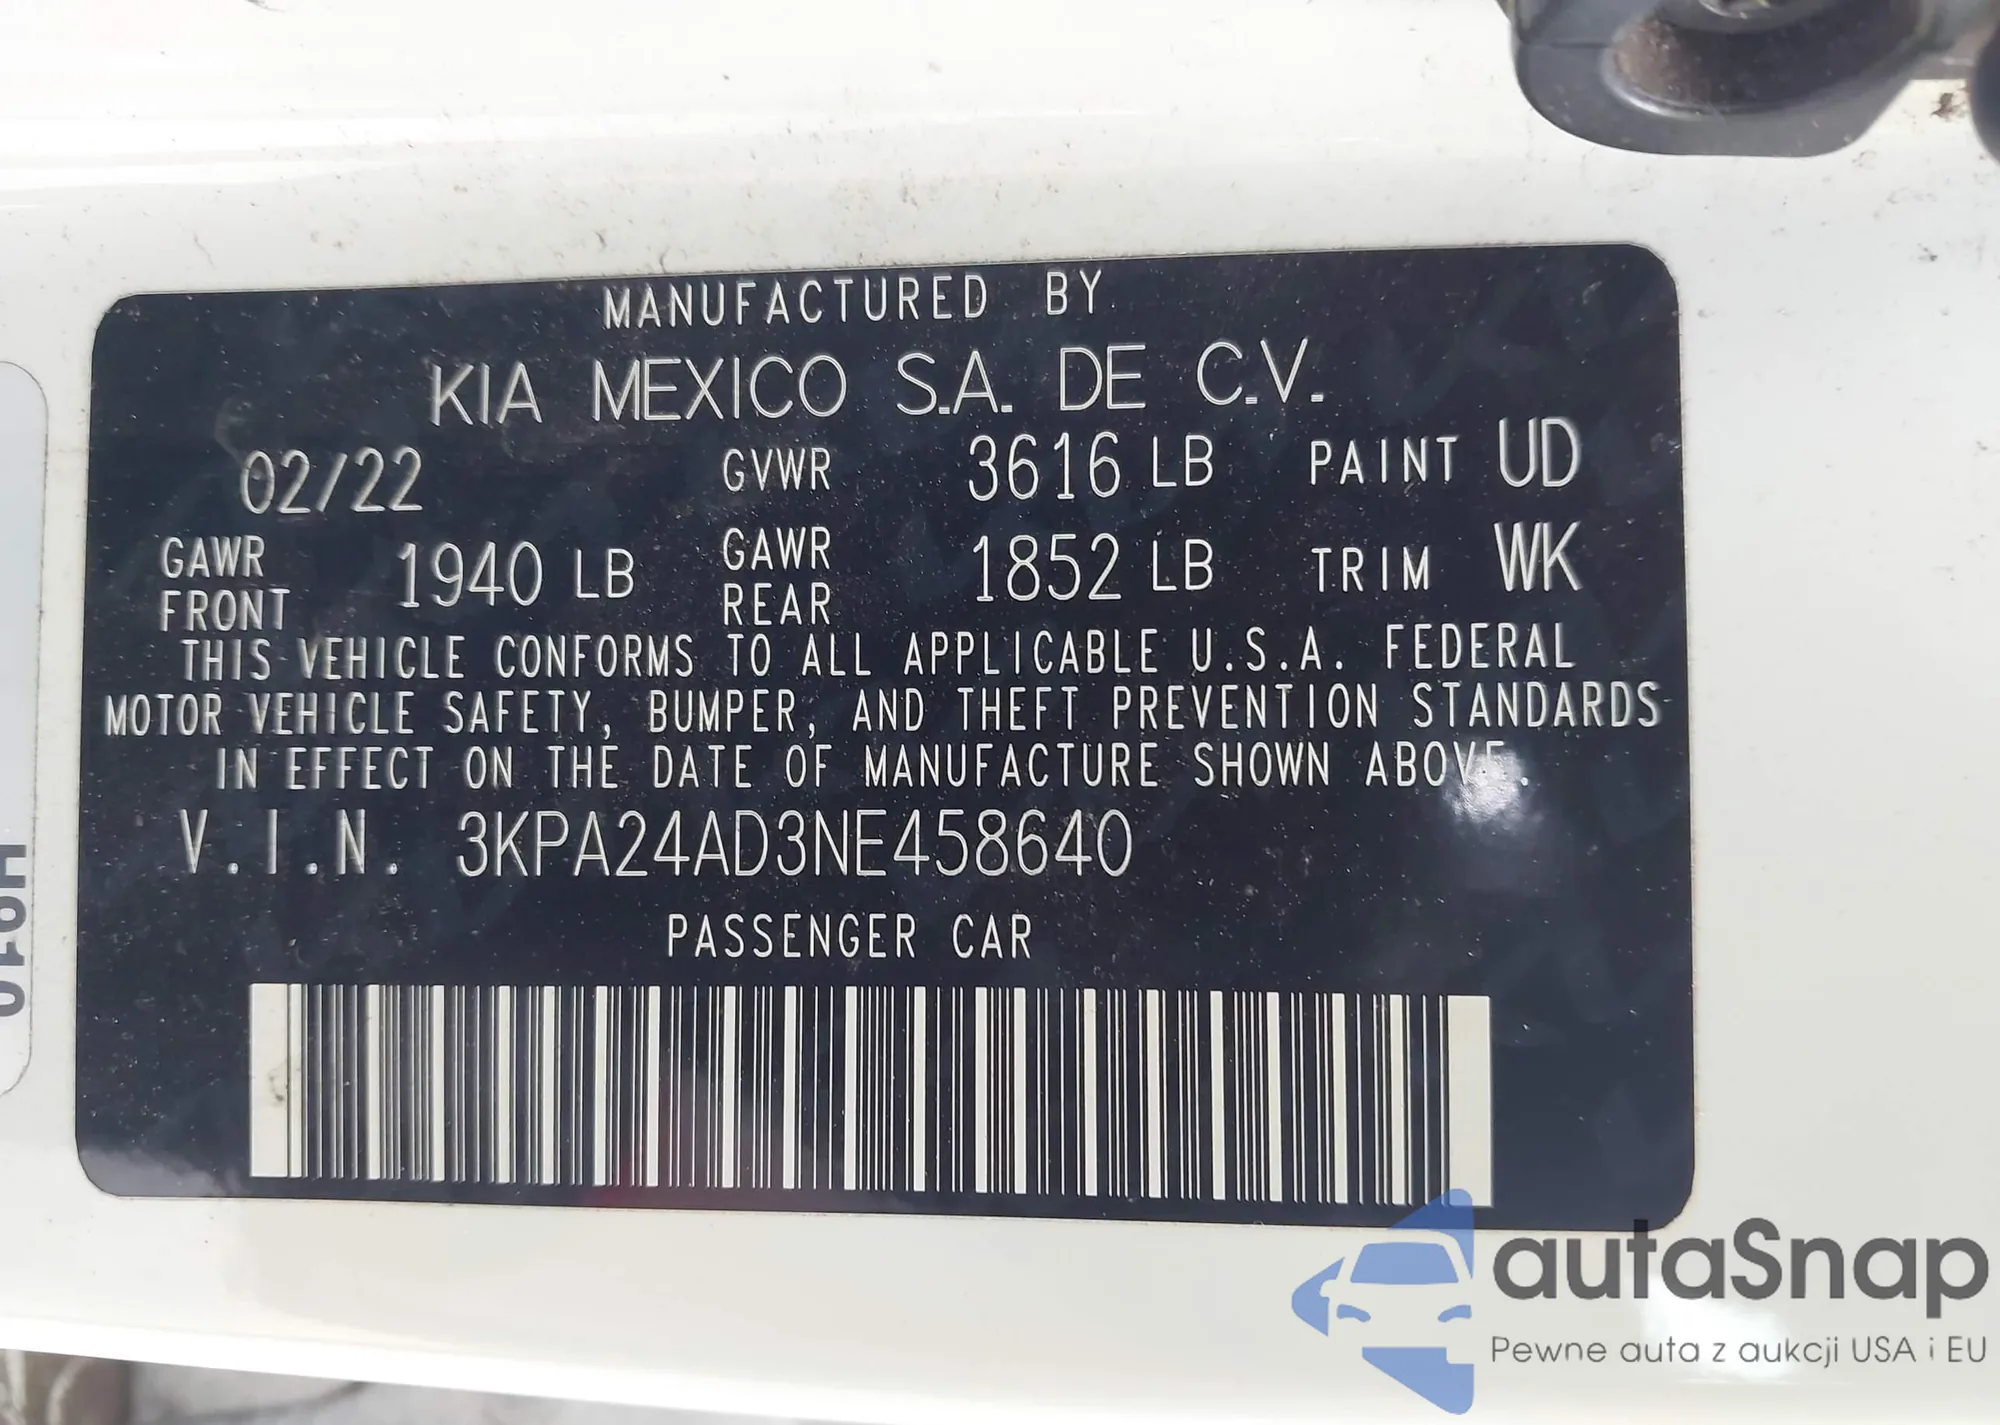 MANUFACTURED BY
KIA MEXICO S.A. DE C.V.
02/22 GVWR 3616 LB PAINT UD
GAWR FRONT 1940 LB GAWR REAR 1852 LB TRIM WK
THIS VEHICLE CONFORMS TO ALL APPLICABLE U.S.A. FEDERAL
MOTOR VEHICLE SAFETY, BUMPER, AND THEFT PREVENTION STANDARDS
IN EFFECT ON THE DATE OF MANUFACTURE SHOWN ABOVE.
V.I.N. 3KPA24AD3NE458640
PASSENGER CAR
autaSnap
Pewne auta z aukcji USA i EU